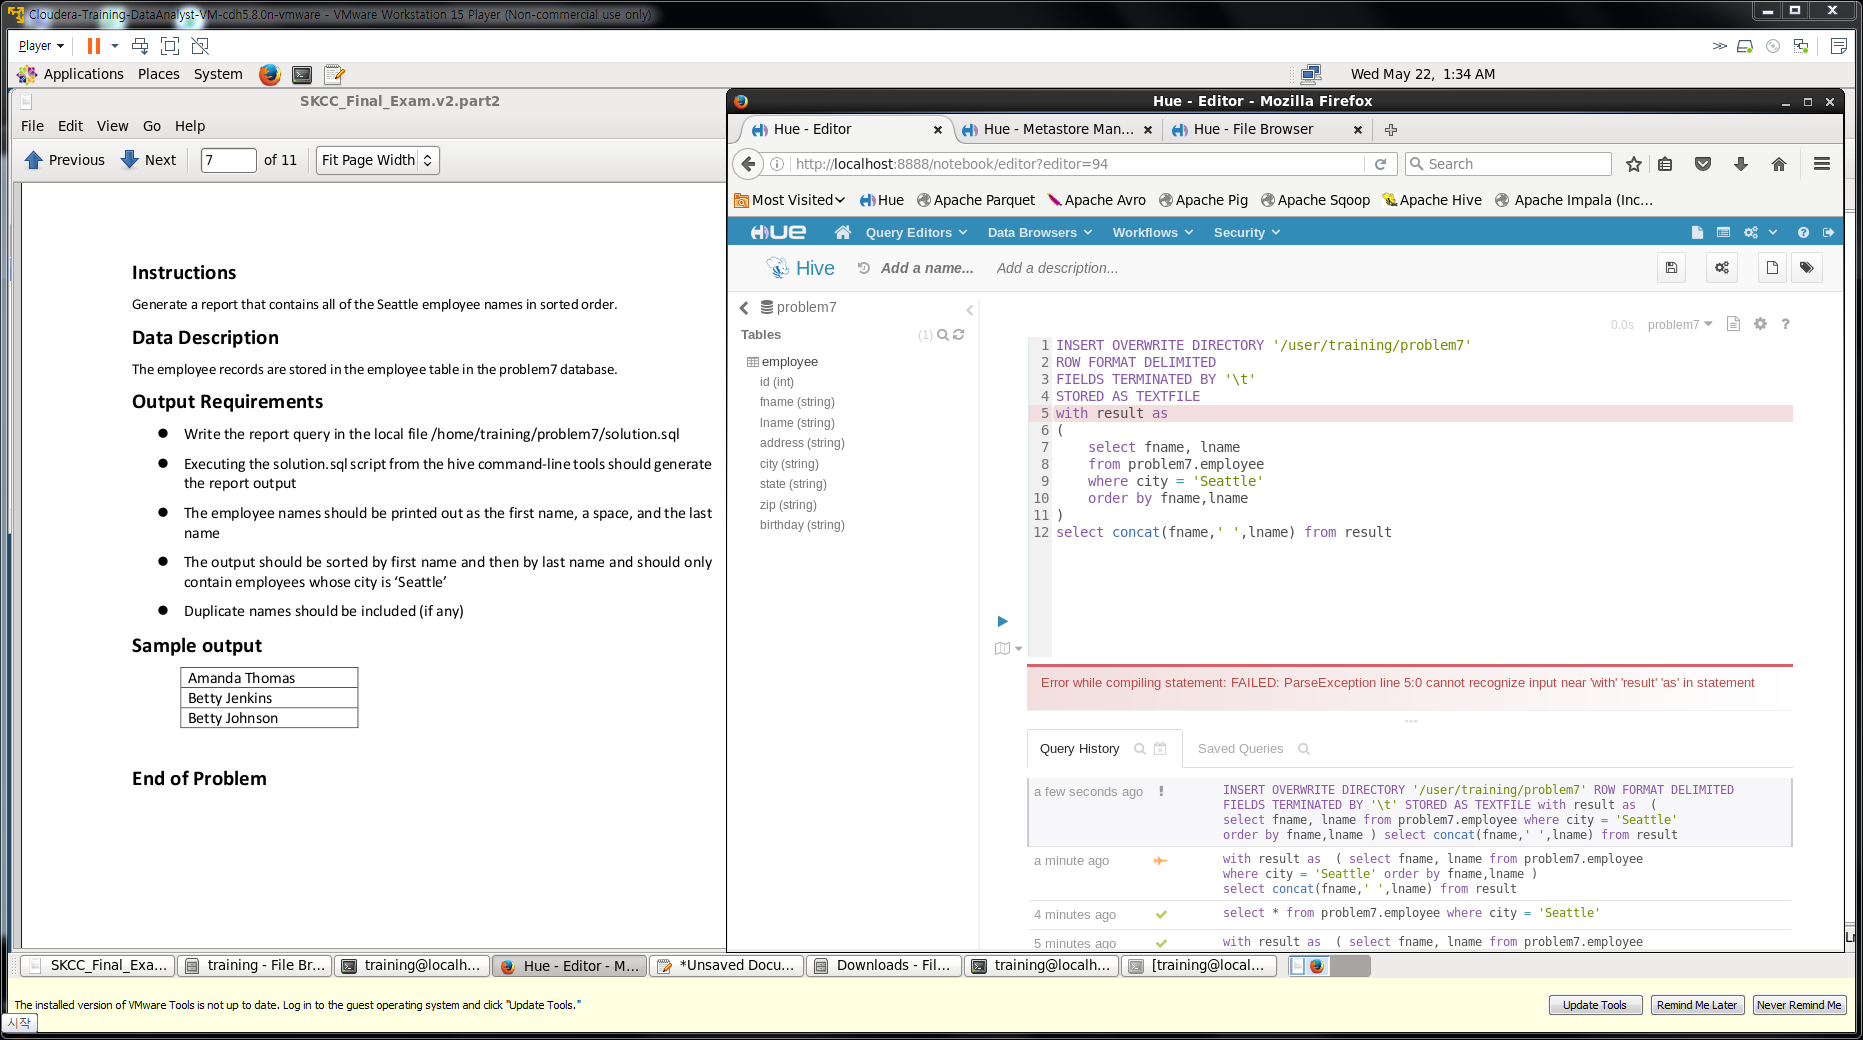 Cloudera-Training-DataAnalyst-VM-cdh5.8.0n-vmware - VMware Workstation 15 Player (Non-commercial use only)
Player
Applications Places System
Wed May 22, 1:34 AM
SKCC_Final_Exam.v2.part2
File Edit View Go Help
Previous Next 7 of 11 Fit Page Width
Instructions
Generate a report that contains all of the Seattle employee names in sorted order.
Data Description
The employee records are stored in the employee table in the problem7 database.
Output Requirements
● Write the report query in the local file /home/training/problem7/solution.sql
● Executing the solution.sql script from the hive command-line tools should generate
the report output
● The employee names should be printed out as the first name, a space, and the last
name
● The output should be sorted by first name and then by last name and should only
contain employees whose city is ‘Seattle’
● Duplicate names should be included (if any)
Sample output
Amanda Thomas
Betty Jenkins
Betty Johnson
End of Problem
Hue - Editor - Mozilla Firefox
Hue - Editor
Hue - Metastore Man...
Hue - File Browser
http://localhost:8888/notebook/editor?editor=94
Search
Most Visited Hue Apache Parquet Apache Avro Apache Pig Apache Sqoop Apache Hive Apache Impala (Inc...
HUE Query Editors Data Browsers Workflows Security
Hive Add a name... Add a description...
problem7
Tables (1)
employee
id (int)
fname (string)
lname (string)
address (string)
city (string)
state (string)
zip (string)
birthday (string)
0.0s problem7 ?
1 INSERT OVERWRITE DIRECTORY '/user/training/problem7'
2 ROW FORMAT DELIMITED
3 FIELDS TERMINATED BY '\t'
4 STORED AS TEXTFILE
5 with result as
6 (
7 select fname, lname
8 from problem7.employee
9 where city = 'Seattle'
10 order by fname,lname
11 )
12 select concat(fname,' ',lname) from result
Error while compiling statement: FAILED: ParseException line 5:0 cannot recognize input near 'with' 'result' 'as' in statement
Query History Saved Queries
a few seconds ago ! INSERT OVERWRITE DIRECTORY '/user/training/problem7' ROW FORMAT DELIMITED
FIELDS TERMINATED BY '\t' STORED AS TEXTFILE with result as (
select fname, lname from problem7.employee where city = 'Seattle'
order by fname,lname ) select concat(fname,' ',lname) from result
a minute ago with result as ( select fname, lname from problem7.employee
where city = 'Seattle' order by fname,lname )
select concat(fname,' ',lname) from result
4 minutes ago select * from problem7.employee where city = 'Seattle'
5 minutes ago with result as ( select fname, lname from problem7.employee
SKCC_Final_Exa...
training - File Br...
training@localh...
Hue - Editor - M...
*Unsaved Docu...
Downloads - Fil...
training@localh...
[training@local...
The installed version of VMware Tools is not up to date. Log in to the guest operating system and click "Update Tools."
Update Tools Remind Me Later Never Remind Me
시작